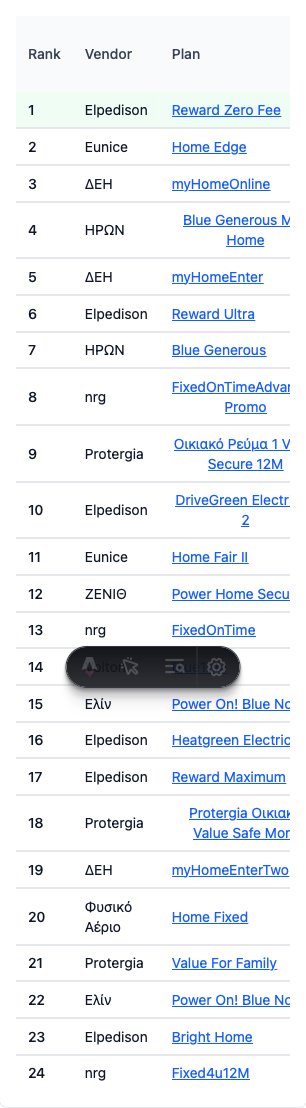 Rank Vendor Plan
1 Elpedison Reward Zero Fee
2 Eunice Home Edge
3 ΔΕΗ myHomeOnline
4 ΗΡΩΝ Blue Generous M
Home
5 ΔΕΗ myHomeEnter
6 Elpedison Reward Ultra
7 ΗΡΩΝ Blue Generous
8 nrg FixedOnTimeAdvan
Promo
9 Protergia Οικιακό Ρεύμα 1 V
Secure 12M
10 Elpedison DriveGreen Electr
2
11 Eunice Home Fair II
12 ΖΕΝΙΘ Power Home Secu
13 nrg FixedOnTime
14
15 Ελίν Power On! Blue No
16 Elpedison Heatgreen Electric
17 Elpedison Reward Maximum
18 Protergia Protergia Οικιακ
Value Safe Mor
19 ΔΕΗ myHomeEnterTwo
20 Φυσικό Αέριο Home Fixed
21 Protergia Value For Family
22 Ελίν Power On! Blue No
23 Elpedison Bright Home
24 nrg Fixed4u12M